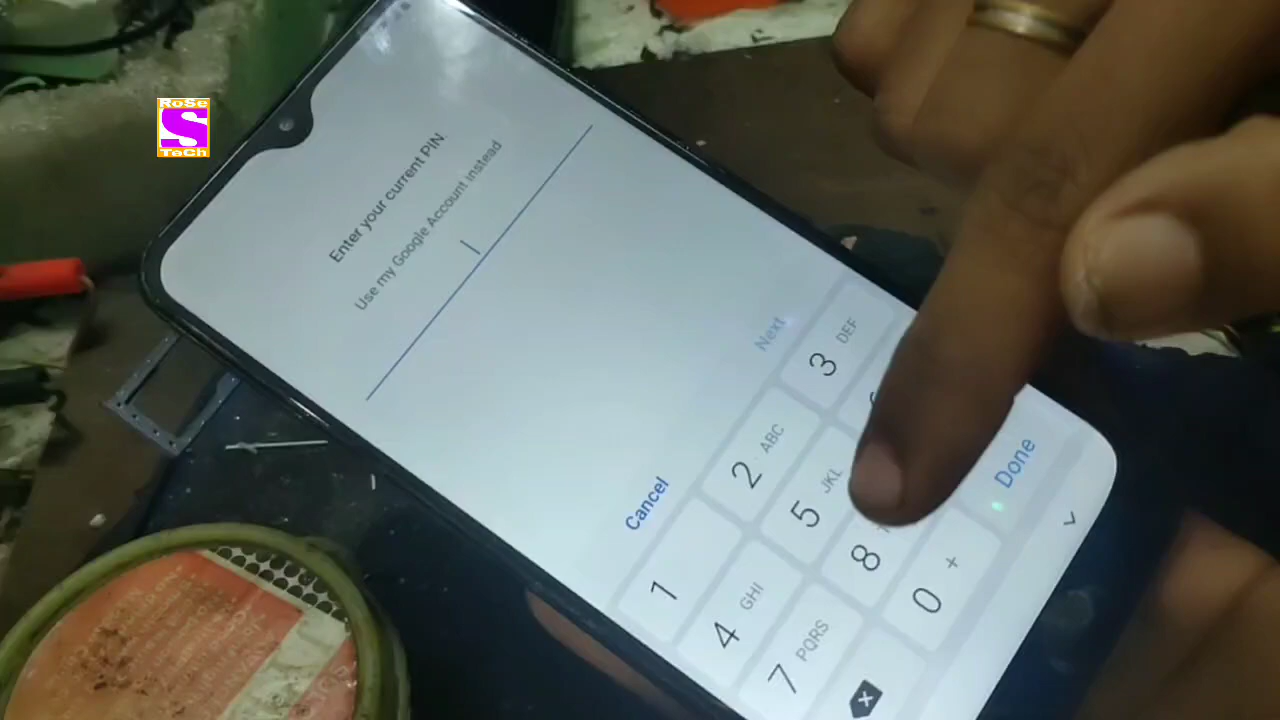 RoSe
S
TeCh
Enter your current PIN.
Use my Google Account instead
Cancel
Next
1
2 ABC
3 DEF
4 GHI
5 JKL
7 PQRS
8
0 +
Done